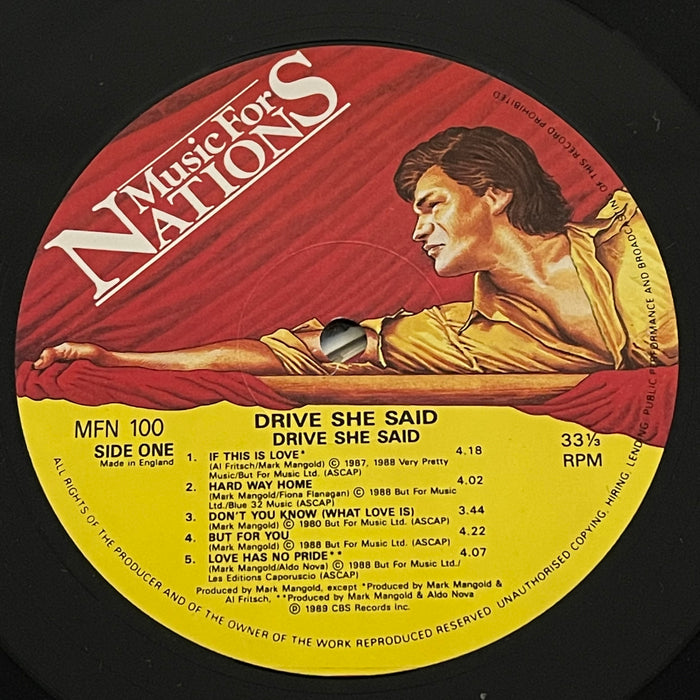 Music For
NATIONS
MFN 100
SIDE ONE
Made in England
DRIVE SHE SAID
DRIVE SHE SAID
33⅓
RPM
1. IF THIS IS LOVE* 4.18
(Al Fritsch/Mark Mangold) © 1987, 1988 Very Pretty
Music/But For Music Ltd. (ASCAP)
2. HARD WAY HOME 4.02
(Mark Mangold/Fiona Flanagan) © 1988 But For Music
Ltd./Blue 32 Music (ASCAP)
3. DON'T YOU KNOW (WHAT LOVE IS) 3.44
(Mark Mangold) © 1980 But For Music Ltd. (ASCAP)
4. BUT FOR YOU 4.22
(Mark Mangold) © 1988 But For Music Ltd. (ASCAP)
5. LOVE HAS NO PRIDE** 4.07
(Mark Mangold/Aldo Nova) © 1988 But For Music Ltd./
Les Editions Caporuscio (ASCAP)
Produced by Mark Mangold, except *Produced by Mark Mangold &
Al Fritsch, **Produced by Mark Mangold & Aldo Nova
℗ 1989 CBS Records Inc.
ALL RIGHTS OF THE PRODUCER AND OF THE OWNER OF THE WORK REPRODUCED RESERVED UNAUTHORISED COPYING, HIRING, LENDING, PUBLIC PERFORMANCE AND BROADCASTING OF THIS RECORD PROHIBITED